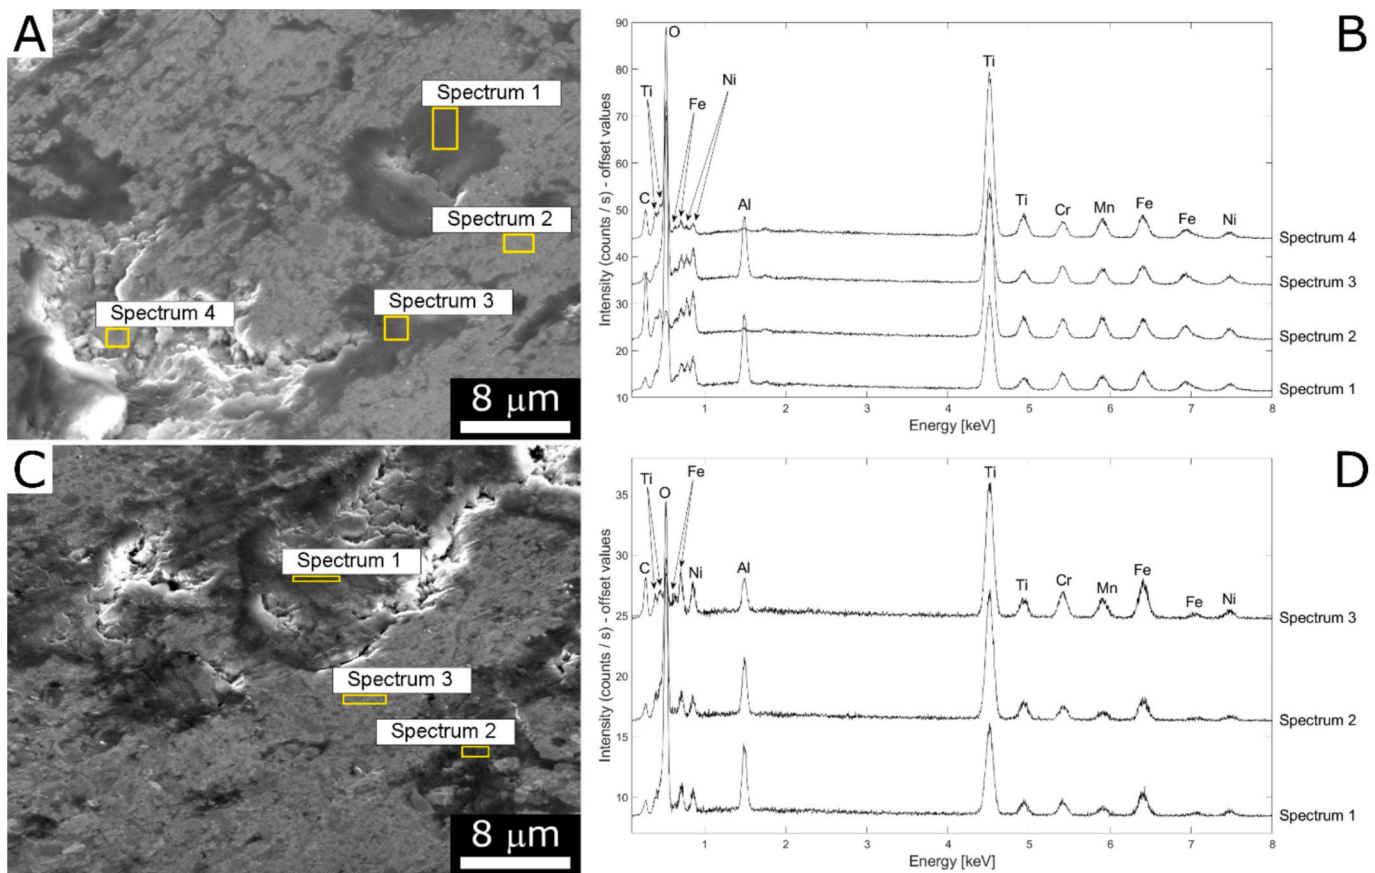 A
Spectrum 1
Spectrum 2
Spectrum 3
Spectrum 4
8 μm
B
90
80
70
60
50
40
30
20
10
Intensity (counts / s) - offset values
O
Ti
Fe
Ni
C
Al
Ti
Ti
Cr
Mn
Fe
Fe
Ni
Spectrum 4
Spectrum 3
Spectrum 2
Spectrum 1
1 2 3 4 5 6 7 8
Energy [keV]
C
Spectrum 1
Spectrum 3
Spectrum 2
8 μm
D
35
30
25
20
15
10
Intensity (counts / s) - offset values
Ti
O
Fe
C
Ni
Al
Ti
Ti
Cr
Mn
Fe
Fe
Ni
Spectrum 3
Spectrum 2
Spectrum 1
1 2 3 4 5 6 7 8
Energy [keV]